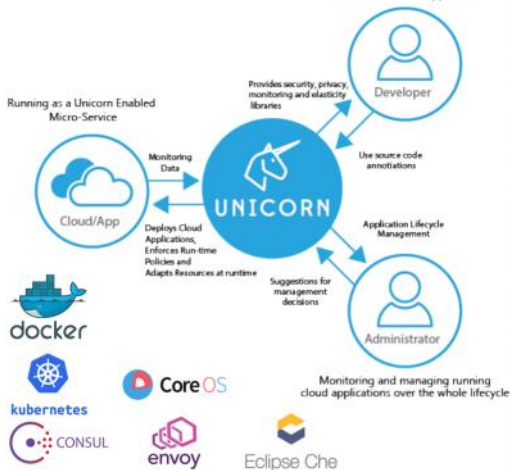 Provides security, privacy,
monitoring and elasticity
libraries
Developer
Running as a Unicorn Enabled
Micro-Service
Monitoring
Data
Use source code
annotations
Cloud/App
UNICORN
Deploys Cloud
Applications,
Enforces Run-time
Policies and
Adapts Resources at runtime
Application Lifecycle
Management
Suggestions for
management
decisions
Administrator
docker
Monitoring and managing running
cloud applications over the whole lifecycle
kubernetes
Core OS
CONSUL
envoy
Eclipse Che